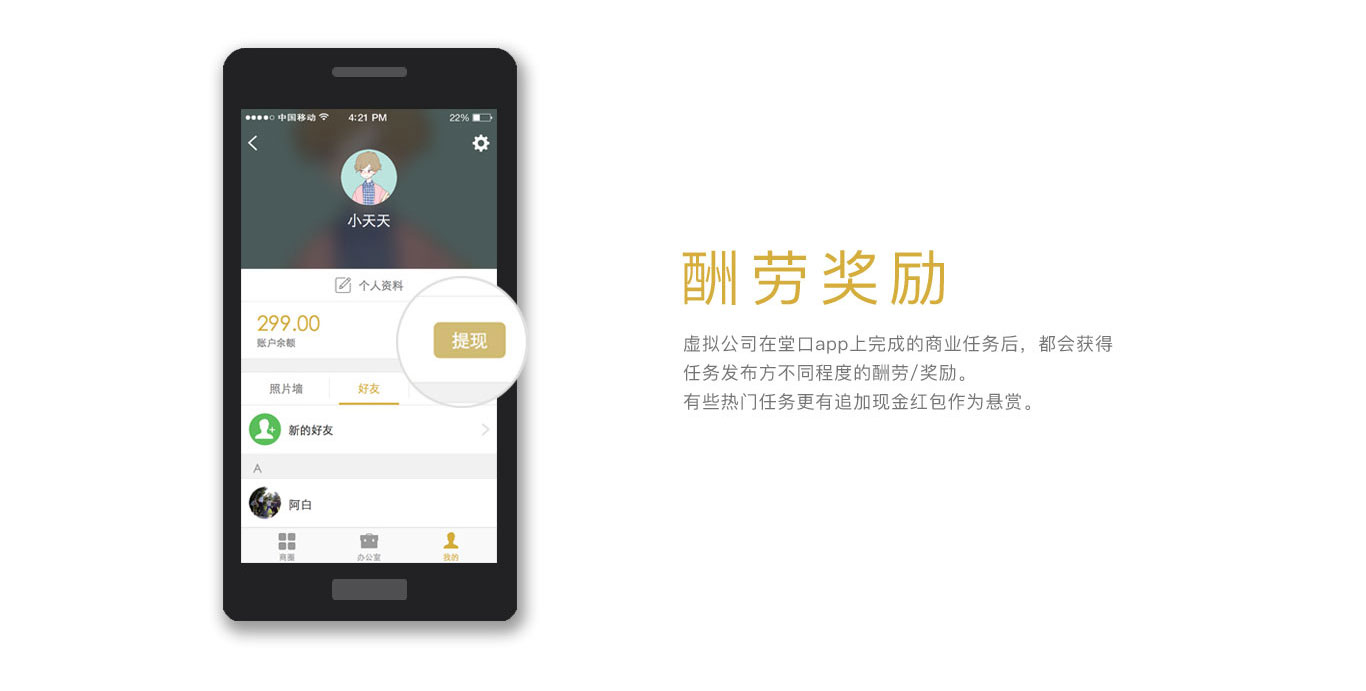 中国移动 4:21 PM 22%
小天天
个人资料
299.00
账户余额
提现
照片墙 好友
新的好友
A
阿白
商圈 办公室 我的
酬劳奖励
虚拟公司在堂口app上完成的商业任务后，都会获得
任务发布方不同程度的酬劳/奖励。
有些热门任务更有追加现金红包作为悬赏。